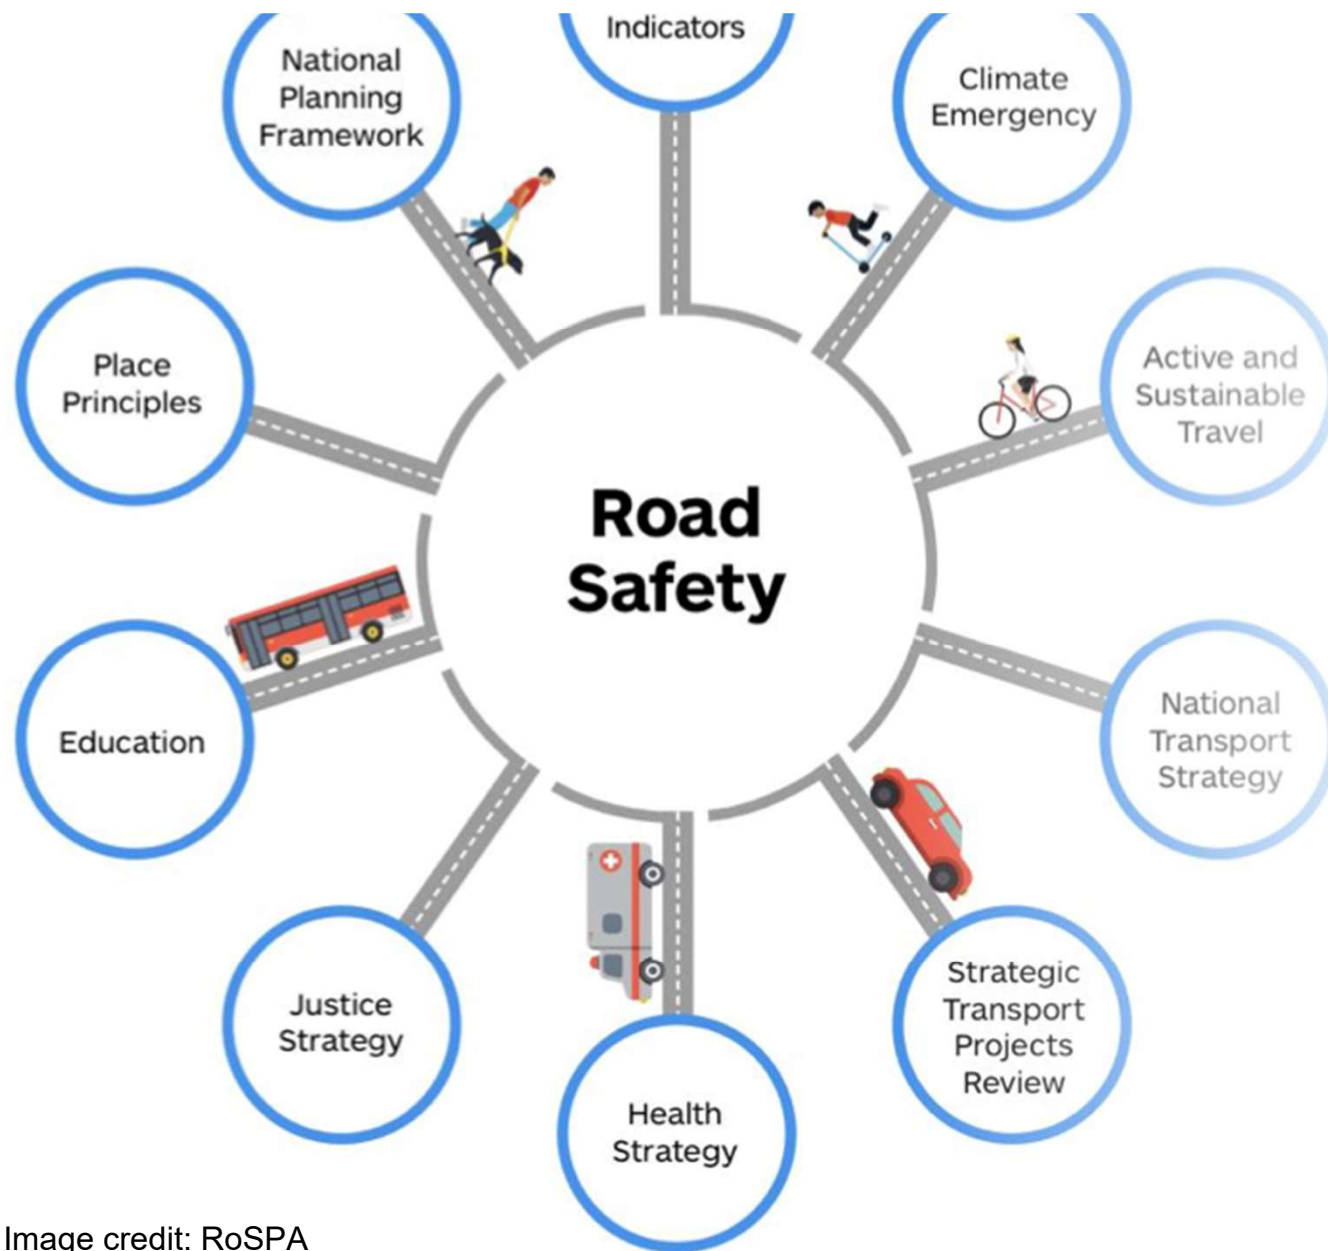 Indicators
National
Planning
Framework
Climate
Emergency
Place
Principles
Active and
Sustainable
Travel
Road
Safety
Education
National
Transport
Strategy
Justice
Strategy
Strategic
Transport
Projects
Review
Health
Strategy
Image credit: RoSPA